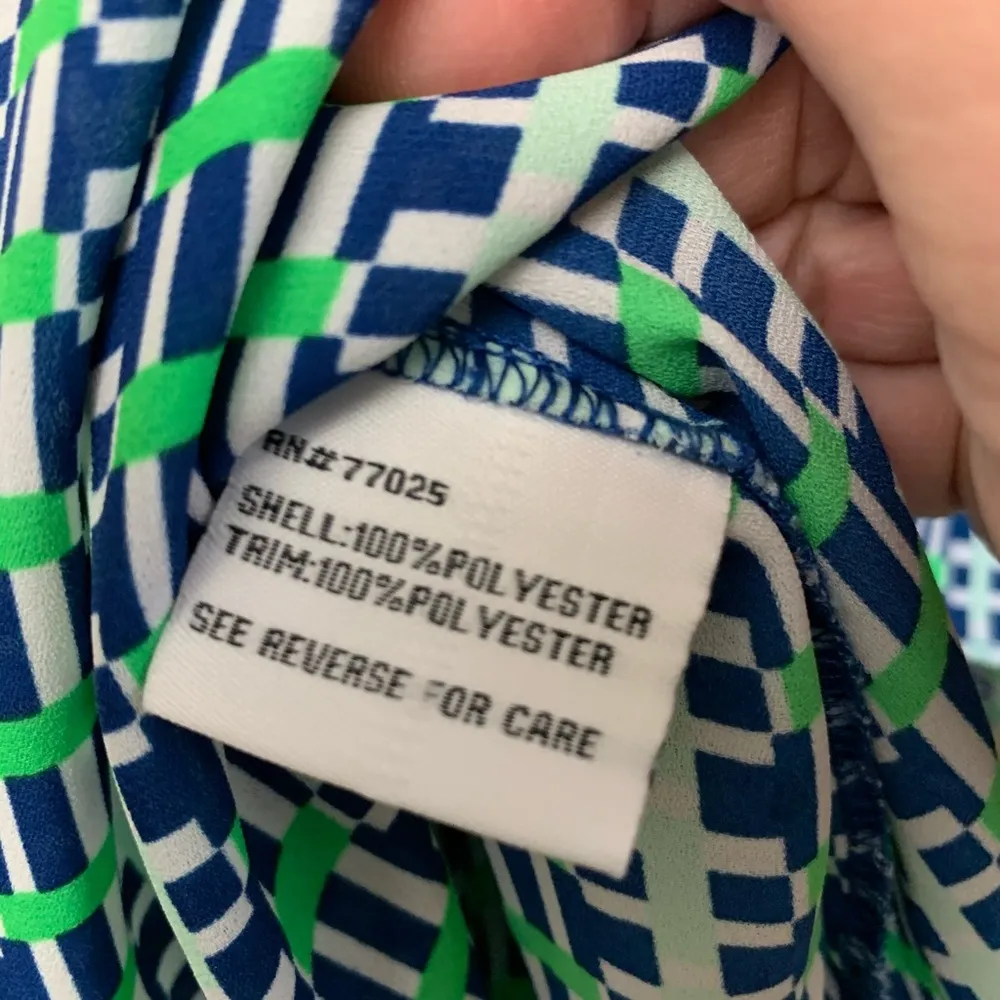 RN#77025
SHELL:100%POLYESTER
TRIM:100%POLYESTER
SEE REVERSE FOR CARE